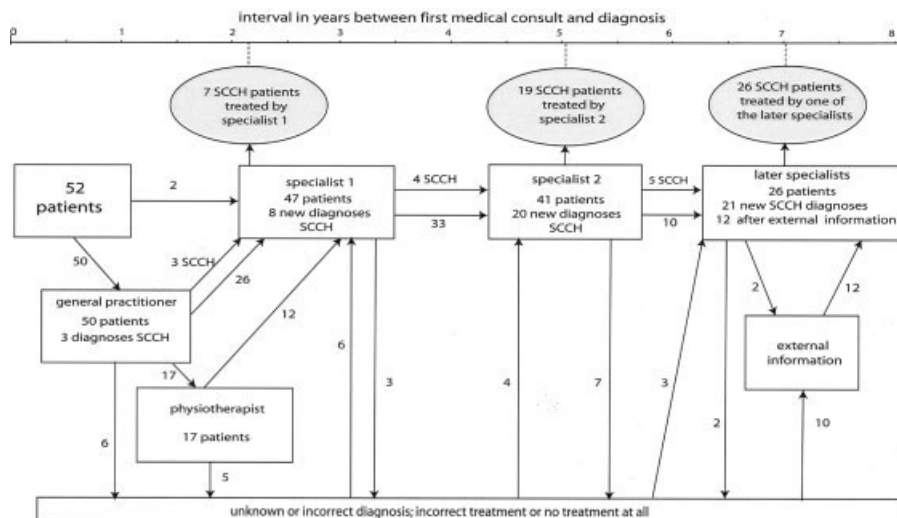 interval in years between first medical consult and diagnosis
0 1 2 3 4 5 6 7 8
7 SCCH patients
treated by
specialist 1
19 SCCH patients
treated by
specialist 2
26 SCCH patients
treated by one of
the later specialists
52
patients
2
specialist 1
47 patients
8 new diagnoses
SCCH
4 SCCH
33
specialist 2
41 patients
20 new diagnoses
SCCH
5 SCCH
10
later specialists
26 patients
21 new SCCH diagnoses
12 after external information
50
3 SCCH
26
general practitioner
50 patients
3 diagnoses SCCH
12
2
12
external
information
17
physiotherapist
17 patients
6
5
6
3
4
7
3
2
10
unknown or incorrect diagnosis; incorrect treatment or no treatment at all